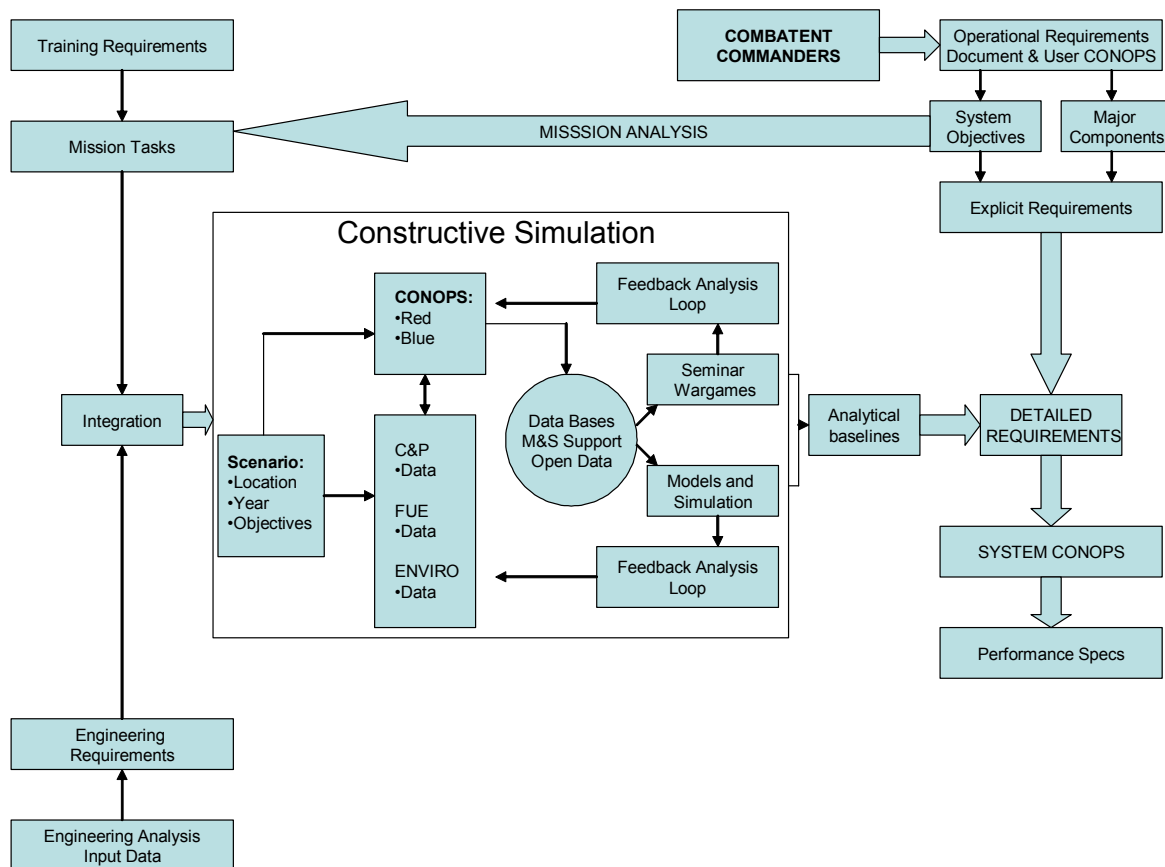 Training Requirements
COMBATENT
COMMANDERS
Operational Requirements
Document & User CONOPS
Mission Tasks
MISSSION ANALYSIS
System
Objectives
Major
Components
Explicit Requirements
Constructive Simulation
CONOPS:
•Red
•Blue
Feedback Analysis
Loop
Seminar
Wargames
Integration
Scenario:
•Location
•Year
•Objectives
C&P
•Data
FUE
•Data
ENVIRO
•Data
Data Bases
M&S Support
Open Data
Models and
Simulation
Feedback Analysis
Loop
Analytical
baselines
DETAILED
REQUIREMENTS
SYSTEM CONOPS
Performance Specs
Engineering
Requirements
Engineering Analysis
Input Data